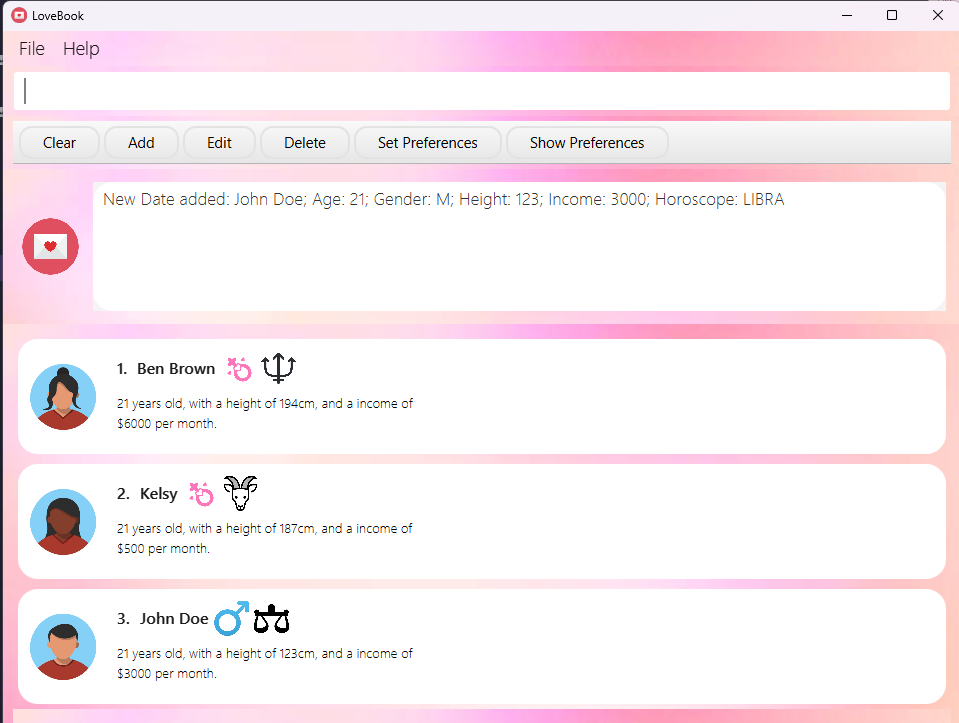 LoveBook
File Help
Clear Add Edit Delete Set Preferences Show Preferences
New Date added: John Doe; Age: 21; Gender: M; Height: 123; Income: 3000; Horoscope: LIBRA
1. Ben Brown
21 years old, with a height of 194cm, and a income of
$6000 per month.
2. Kelsy
21 years old, with a height of 187cm, and a income of
$500 per month.
3. John Doe
21 years old, with a height of 123cm, and a income of
$3000 per month.